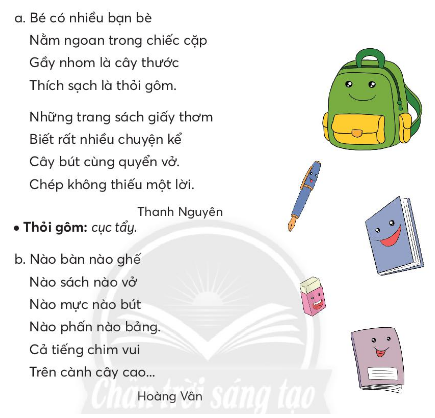 a. Bé có nhiều bạn bè
Nằm ngoan trong chiếc cặp
Gầy nhom là cây thước
Thích sạch là thỏi gôm.
Những trang sách giấy thơm
Biết rất nhiều chuyện kể
Cây bút cùng quyển vở.
Chép không thiếu một lời.
Thanh Nguyên
• Thỏi gôm: cục tẩy.
b. Nào bàn nào ghế
Nào sách nào vở
Nào mực nào bút
Nào phấn nào bảng.
Cả tiếng chim vui
Trên cành cây cao...
Hoàng Vân
Chân trời sáng tạo